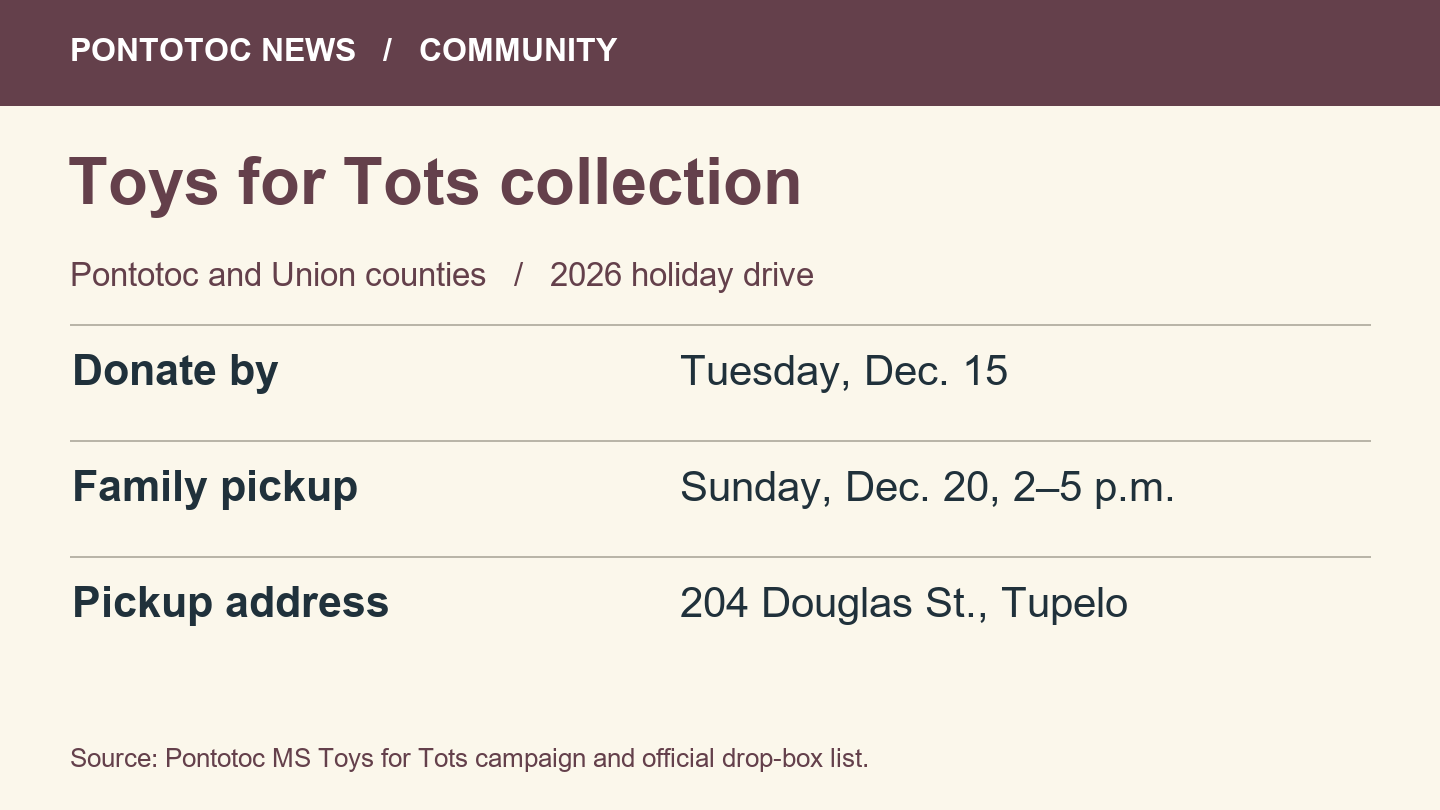 PONTOTOC NEWS / COMMUNITY
Toys for Tots collection
Pontotoc and Union counties / 2026 holiday drive
Donate by Tuesday, Dec. 15
Family pickup Sunday, Dec. 20, 2–5 p.m.
Pickup address 204 Douglas St., Tupelo
Source: Pontotoc MS Toys for Tots campaign and official drop-box list.